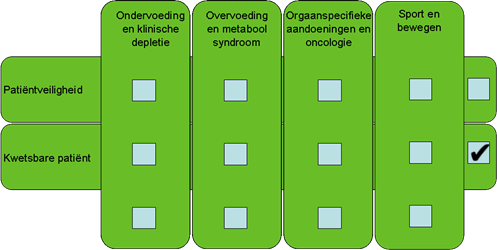 Ondervoeding
en klinische
depletie
Overvoeding
en metabool
syndroom
Orgaanspecifieke
aandoeningen en
oncologie
Sport en
bewegen
Patiëntveiligheid
Kwetsbare patiënt